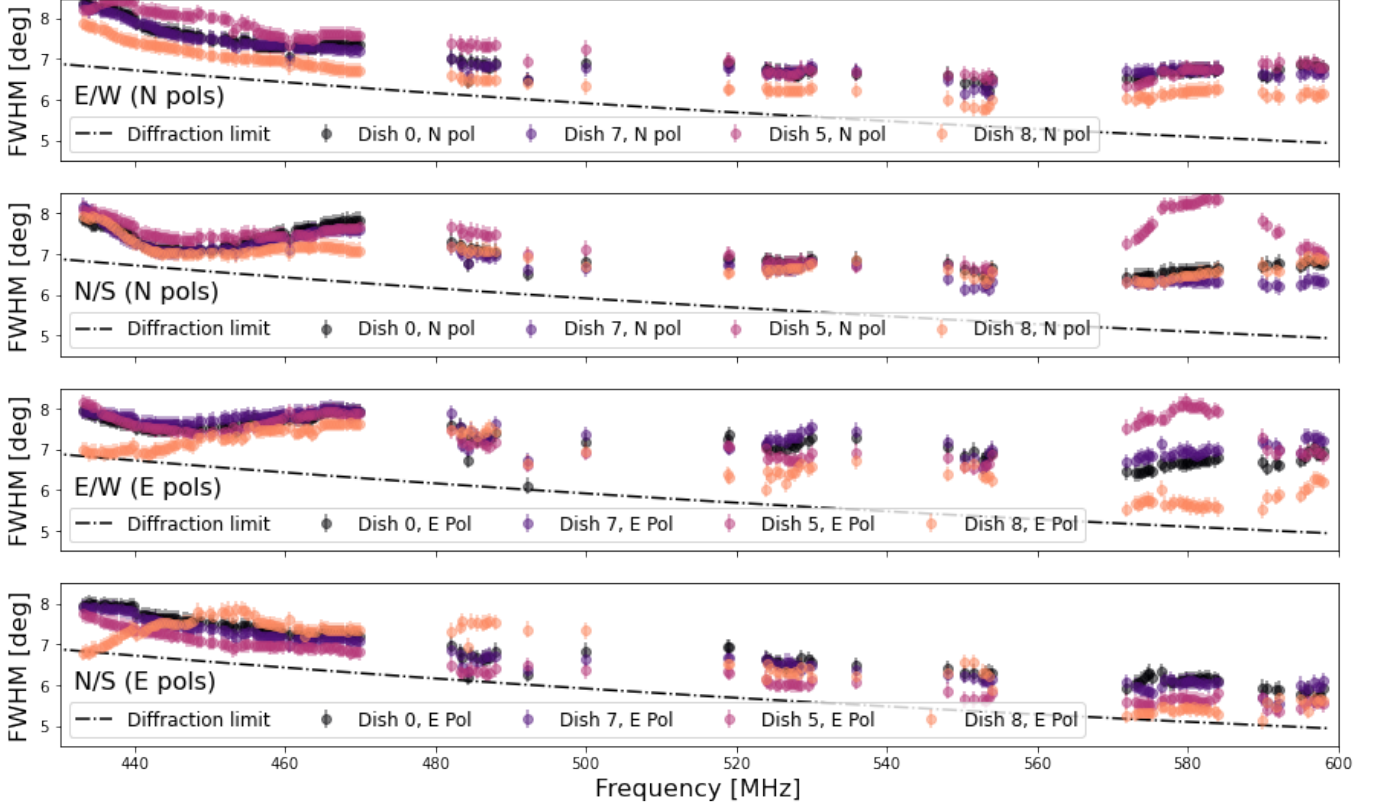 FWHM [deg]
8
7
6
5
E/W (N pols)
Diffraction limit Dish 0, N pol Dish 7, N pol Dish 5, N pol Dish 8, N pol
FWHM [deg]
8
7
6
5
N/S (N pols)
Diffraction limit Dish 0, N pol Dish 7, N pol Dish 5, N pol Dish 8, N pol
FWHM [deg]
8
7
6
5
E/W (E pols)
Diffraction limit Dish 0, E Pol Dish 7, E Pol Dish 5, E Pol Dish 8, E Pol
FWHM [deg]
8
7
6
5
N/S (E pols)
Diffraction limit Dish 0, E Pol Dish 7, E Pol Dish 5, E Pol Dish 8, E Pol
440 460 480 500 520 540 560 580 600
Frequency [MHz]